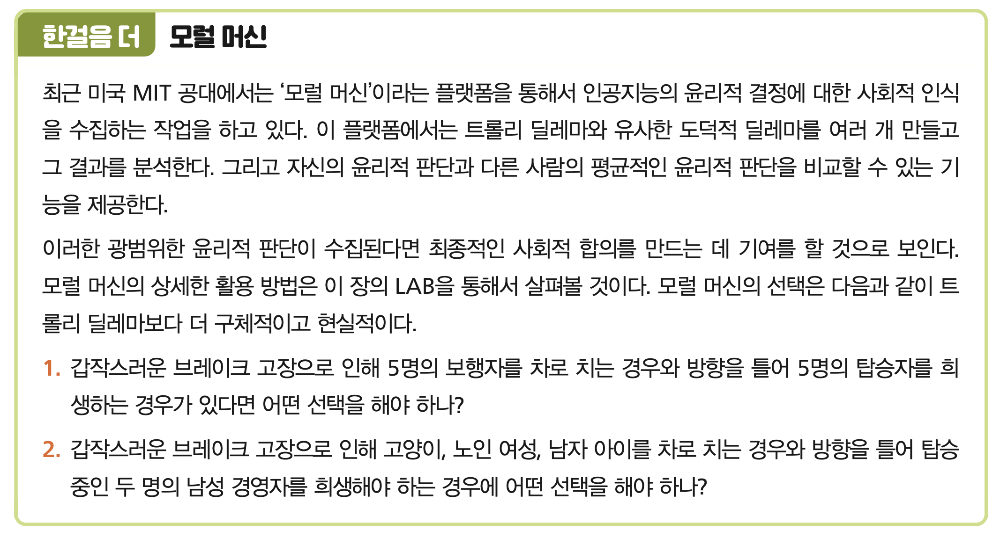 한걸음 더 모럴 머신
최근 미국 MIT 공대에서는 ‘모럴 머신’이라는 플랫폼을 통해서 인공지능의 윤리적 결정에 대한 사회적 인식
을 수집하는 작업을 하고 있다. 이 플랫폼에서는 트롤리 딜레마와 유사한 도덕적 딜레마를 여러 개 만들고
그 결과를 분석한다. 그리고 자신의 윤리적 판단과 다른 사람의 평균적인 윤리적 판단을 비교할 수 있는 기
능을 제공한다.
이러한 광범위한 윤리적 판단이 수집된다면 최종적인 사회적 합의를 만드는 데 기여를 할 것으로 보인다.
모럴 머신의 상세한 활용 방법은 이 장의 LAB을 통해서 살펴볼 것이다. 모럴 머신의 선택은 다음과 같이 트
롤리 딜레마보다 더 구체적이고 현실적이다.
1. 갑작스러운 브레이크 고장으로 인해 5명의 보행자를 차로 치는 경우와 방향을 틀어 5명의 탑승자를 희
생하는 경우가 있다면 어떤 선택을 해야 하나?
2. 갑작스러운 브레이크 고장으로 인해 고양이, 노인 여성, 남자 아이를 차로 치는 경우와 방향을 틀어 탑승
중인 두 명의 남성 경영자를 희생해야 하는 경우에 어떤 선택을 해야 하나?